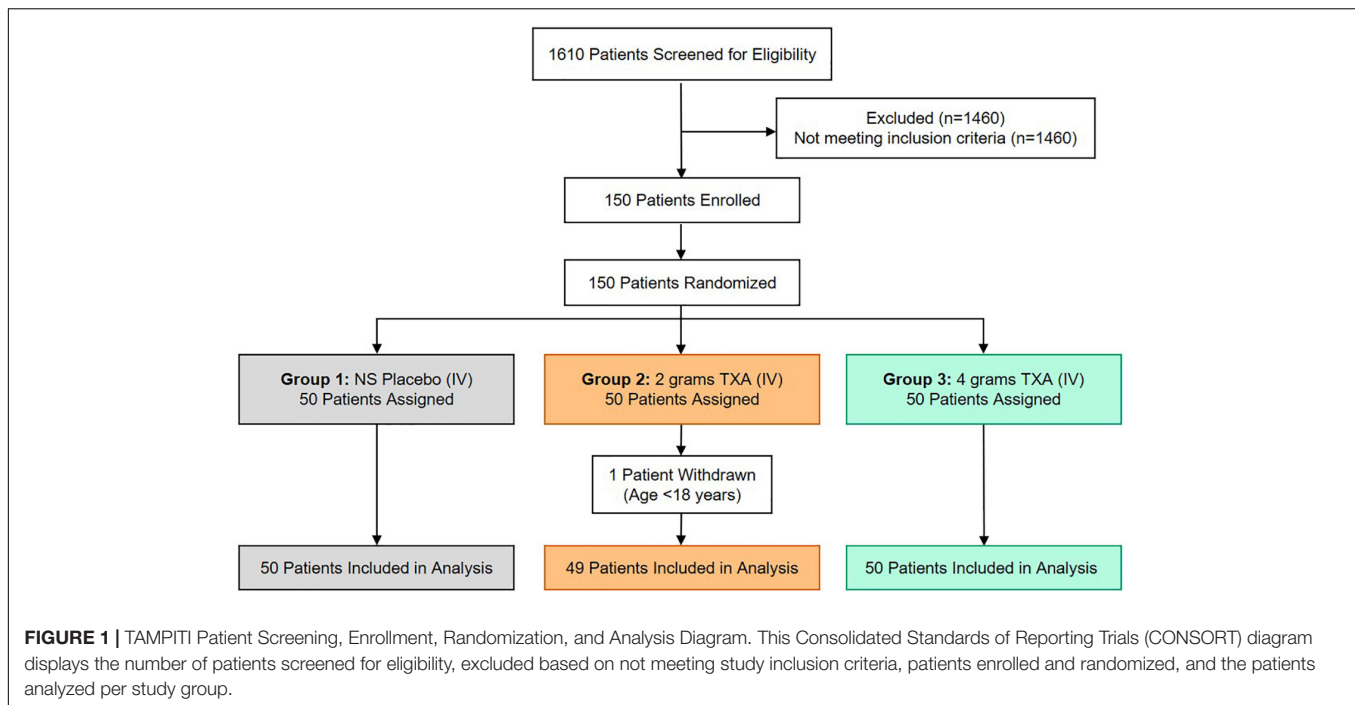 1610 Patients Screened for Eligibility
Excluded (n=1460)
Not meeting inclusion criteria (n=1460)
150 Patients Enrolled
150 Patients Randomized
Group 1: NS Placebo (IV)
50 Patients Assigned
Group 2: 2 grams TXA (IV)
50 Patients Assigned
Group 3: 4 grams TXA (IV)
50 Patients Assigned
1 Patient Withdrawn
(Age <18 years)
50 Patients Included in Analysis
49 Patients Included in Analysis
50 Patients Included in Analysis
FIGURE 1 | TAMPITI Patient Screening, Enrollment, Randomization, and Analysis Diagram. This Consolidated Standards of Reporting Trials (CONSORT) diagram
displays the number of patients screened for eligibility, excluded based on not meeting study inclusion criteria, patients enrolled and randomized, and the patients
analyzed per study group.